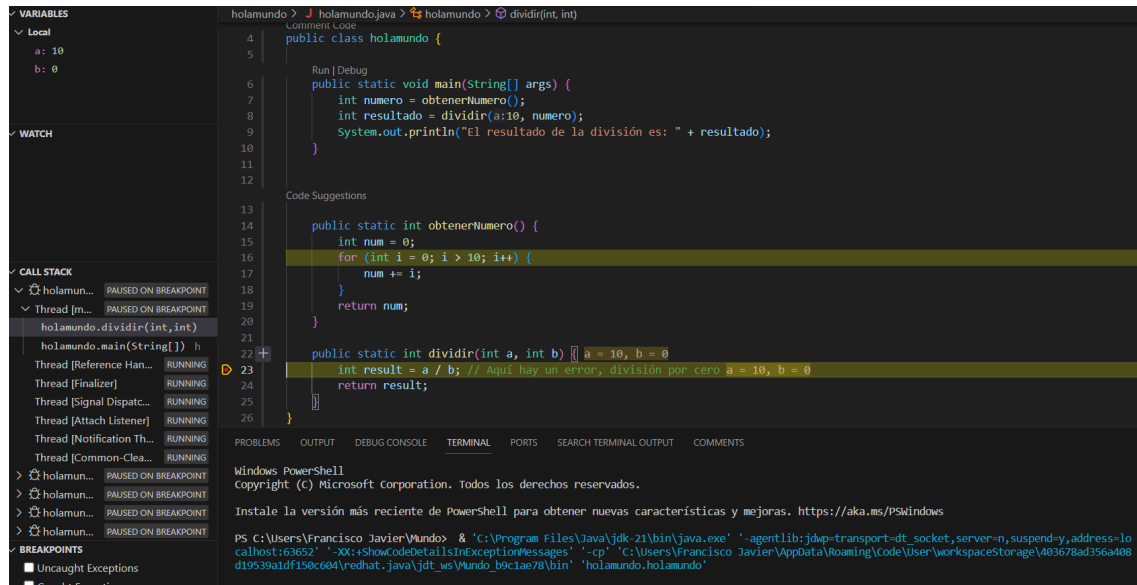 VARIABLES
Local
a: 10
b: 0
WATCH
CALL STACK
holamun... PAUSED ON BREAKPOINT
Thread [m... PAUSED ON BREAKPOINT
holamundo.dividir(int,int)
holamundo.main(String[]) h
Thread [Reference Han... RUNNING
Thread [Finalizer] RUNNING
Thread [Signal Dispatc... RUNNING
Thread [Attach Listener] RUNNING
Thread [Notification Th... RUNNING
Thread [Common-Clea... RUNNING
holamun... PAUSED ON BREAKPOINT
holamun... PAUSED ON BREAKPOINT
holamun... PAUSED ON BREAKPOINT
holamun... PAUSED ON BREAKPOINT
BREAKPOINTS
Uncaught Exceptions
holamundo > J holamundo.java > holamundo > dividir(int, int)
Comment Code
4 public class holamundo {
5
Run | Debug
6 public static void main(String[] args) {
7 int numero = obtenerNumero();
8 int resultado = dividir(a:10, numero);
9 System.out.println("El resultado de la división es: " + resultado);
10 }
11
12
Code Suggestions
13
14 public static int obtenerNumero() {
15 int num = 0;
16 for (int i = 0; i > 10; i++) {
17 num += i;
18 }
19 return num;
20 }
21
22 public static int dividir(int a, int b) { a = 10, b = 0
23 int result = a / b; // Aquí hay un error, división por cero a = 10, b = 0
24 return result;
25 }
26 }
PROBLEMS OUTPUT DEBUG CONSOLE TERMINAL PORTS SEARCH TERMINAL OUTPUT COMMENTS
Windows PowerShell
Copyright (C) Microsoft Corporation. Todos los derechos reservados.
Instale la versión más reciente de PowerShell para obtener nuevas características y mejoras. https://aka.ms/PSWindows
PS C:\Users\Francisco Javier\Mundo> & 'C:\Program Files\Java\jdk-21\bin\java.exe' '-agentlib:jdwp=transport=dt_socket,server=n,suspend=y,address=lo
calhost:63652' '-XX:+ShowCodeDetailsInExceptionMessages' '-cp' 'C:\Users\Francisco Javier\AppData\Roaming\Code\User\workspaceStorage\403678ad356a408
d19539a1df150c604\redhat.java\jdt_ws\Mundo_b9c1ae78\bin' 'holamundo.holamundo'